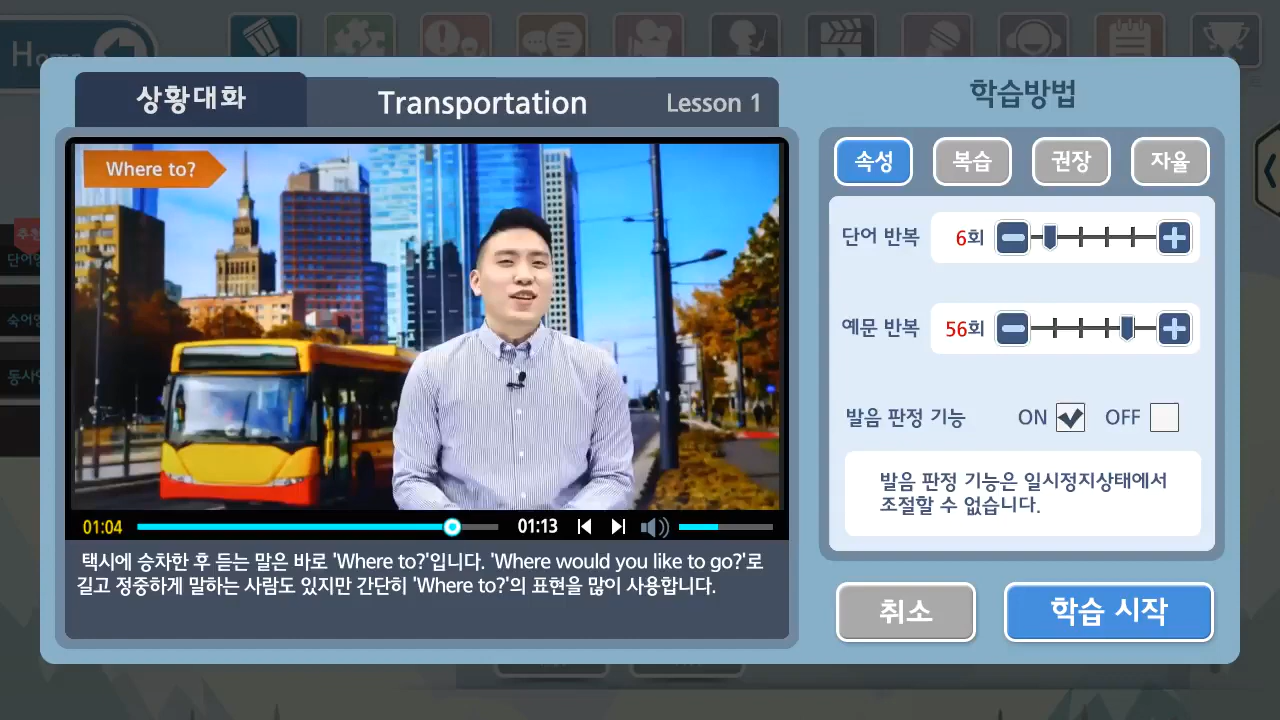 Home
상황대화
Transportation
Lesson 1
Where to?
01:04
01:13
택시에 승차한 후 듣는 말은 바로 'Where to?'입니다. 'Where would you like to go?'로
길고 정중하게 말하는 사람도 있지만 간단히 'Where to?'의 표현을 많이 사용합니다.
학습방법
속성
복습
권장
자율
단어 반복
6회
예문 반복
56회
발음 판정 기능
ON
OFF
발음 판정 기능은 일시정지상태에서
조절할 수 없습니다.
취소
학습 시작